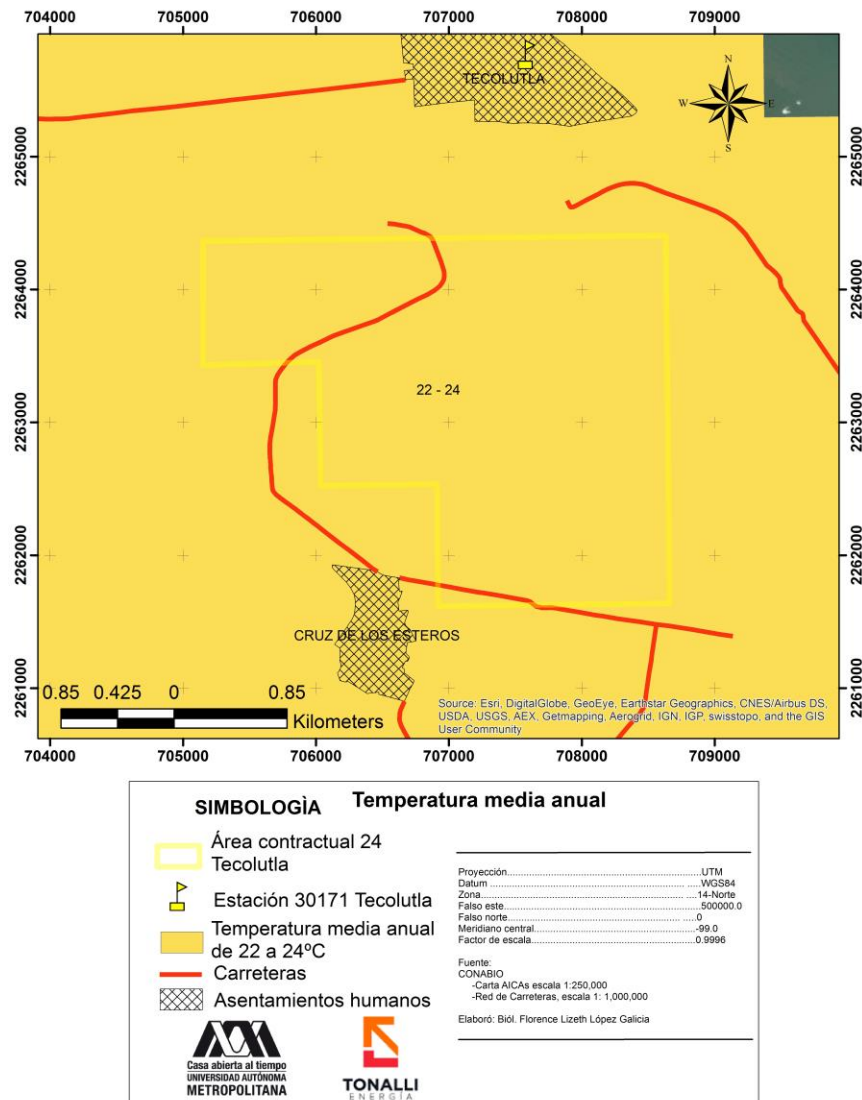 704000 705000 706000 707000 708000 709000
TECOLUTLA
N
W E
S
2265000 2265000
2264000 2264000
22 - 24
2263000 2263000
2262000 2262000
CRUZ DE LOS ESTEROS
2261000 2261000
0.85 0.425 0 0.85
Kilometers
Source: Esri, DigitalGlobe, GeoEye, Earthstar Geographics, CNES/Airbus DS,
USDA, USGS, AEX, Getmapping, Aerogrid, IGN, IGP, swisstopo, and the GIS
User Community
704000 705000 706000 707000 708000 709000
SIMBOLOGÌA Temperatura media anual
Área contractual 24
Tecolutla
Estación 30171 Tecolutla
Temperatura media anual
de 22 a 24ºC
Carreteras
Asentamientos humanos
Proyección.....................................................UTM
Datum ..................................................... .....WGS84
Zona..................................................... .....14-Norte
Falso este.....................................................500000.0
Falso norte..................................................... .....0
Meridiano central.....................................................-99.0
Factor de escala.....................................................0.9996
Fuente:
CONABIO
-Carta AICAs escala 1:250,000
-Red de Carreteras, escala 1: 1,000,000
Elaboró: Biól. Florence Lizeth López Galicia
Casa abierta al tiempo
UNIVERSIDAD AUTÓNOMA
METROPOLITANA
TONALLI
ENERGÍA